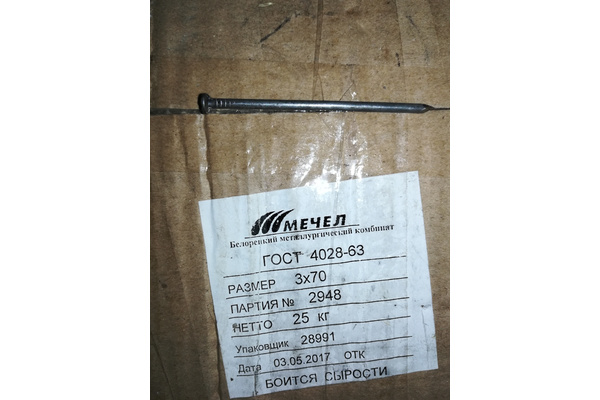 МЕЧЕЛ
Белорецкий металлургический комбинат
ГОСТ 4028-63
РАЗМЕР 3х70
ПАРТИЯ № 2948
НЕТТО 25 кг
Упаковщик 28991
Дата 03.05.2017 ОТК
БОИТСЯ СЫРОСТИ